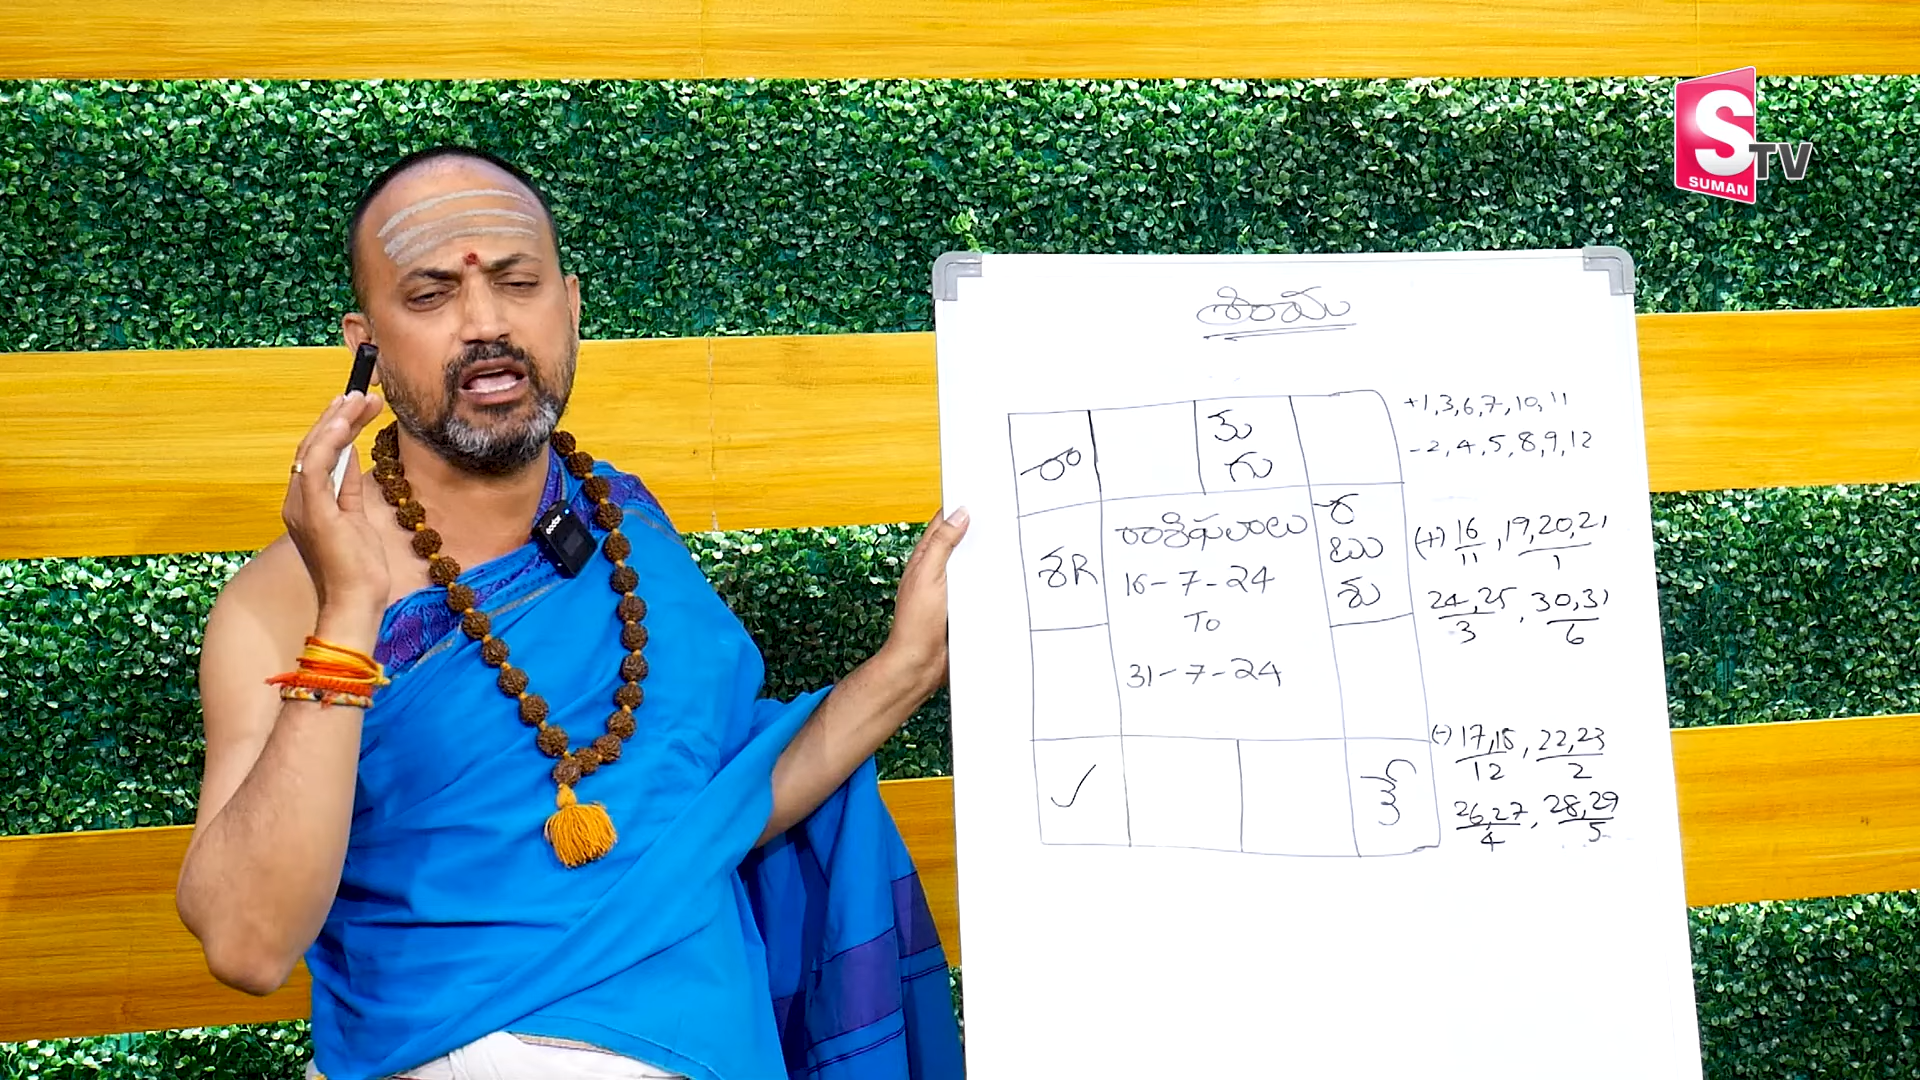 S
TV
SUMAN
శ్రీరామ
రా
కు
గు
రాశిఫలాలు
16-7-24
To
31-7-24
శR
ర
బు
శు
కే
+1,3,6,7,10,11
-2,4,5,8,9,12
(+) 16/11, 19,20,21/1
24,25/3, 30,31/6
(-) 17,18/12, 22,23/2
26,27/4, 28,29/5
godox